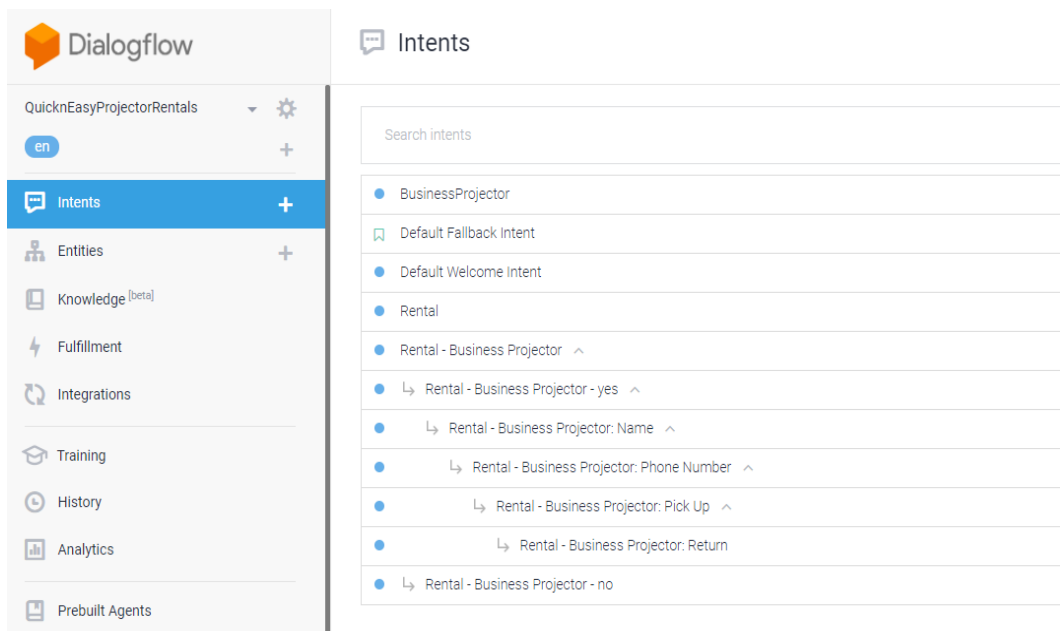 Dialogflow
QuicknEasyProjectorRentals
en
Intents
Entities
Knowledge [beta]
Fulfillment
Integrations
Training
History
Analytics
Prebuilt Agents
Intents
Search intents
BusinessProjector
Default Fallback Intent
Default Welcome Intent
Rental
Rental - Business Projector
Rental - Business Projector - yes
Rental - Business Projector: Name
Rental - Business Projector: Phone Number
Rental - Business Projector: Pick Up
Rental - Business Projector: Return
Rental - Business Projector - no